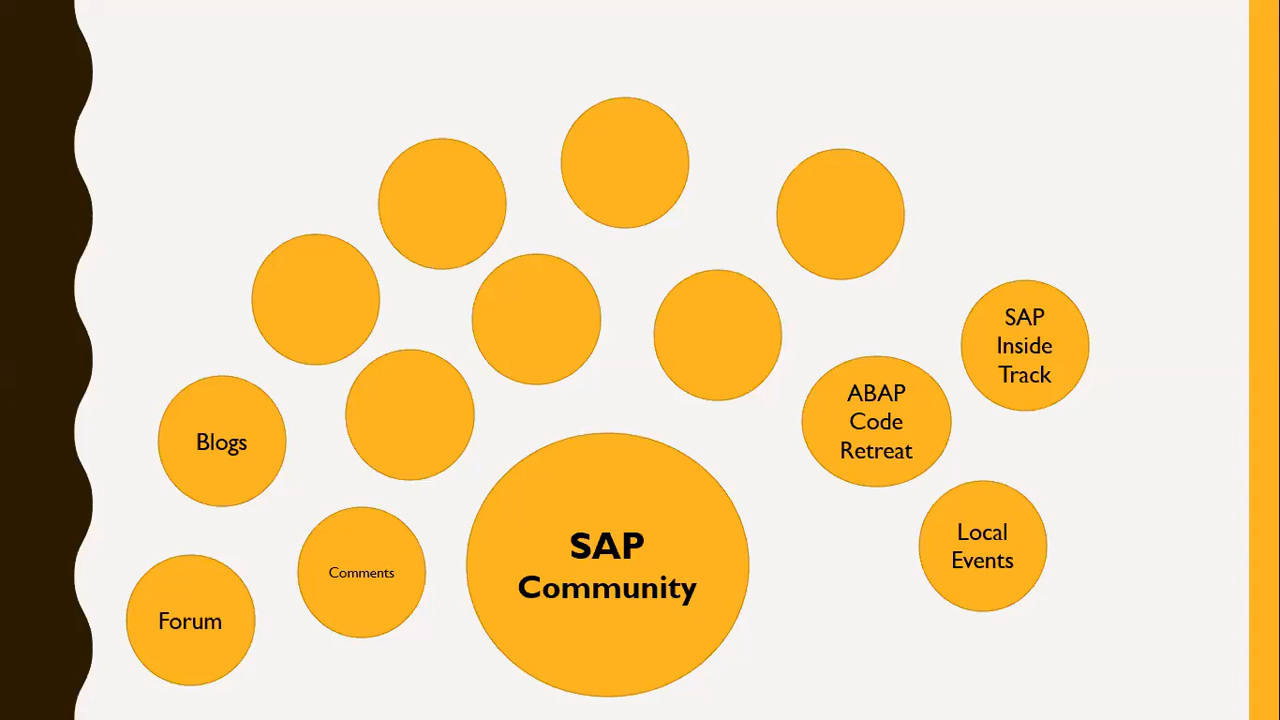 SAP
Inside
Track
ABAP
Code
Retreat
Blogs
Local
Events
SAP
Community
Comments
Forum